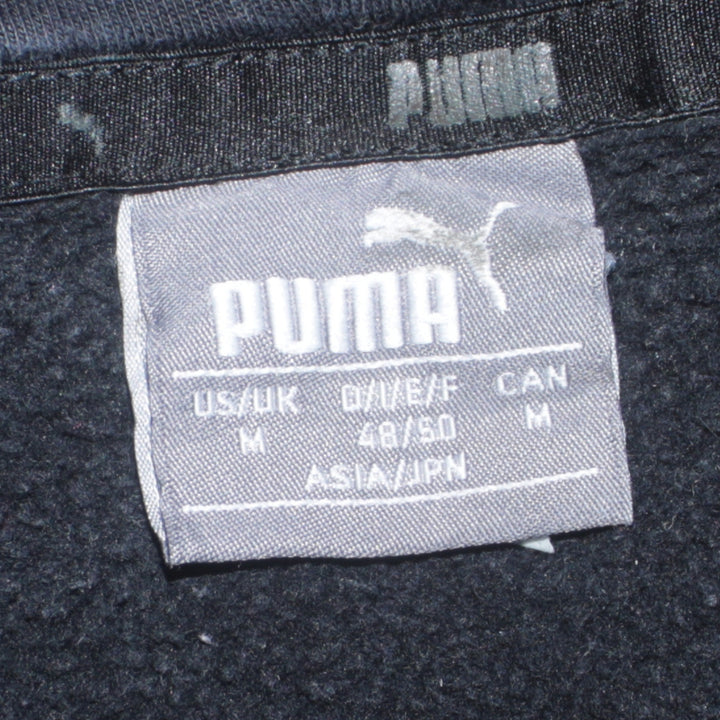 PUMA
PUMA
US/UK D/I/E/F CAN
M 48/50 M
ASIA/JPN